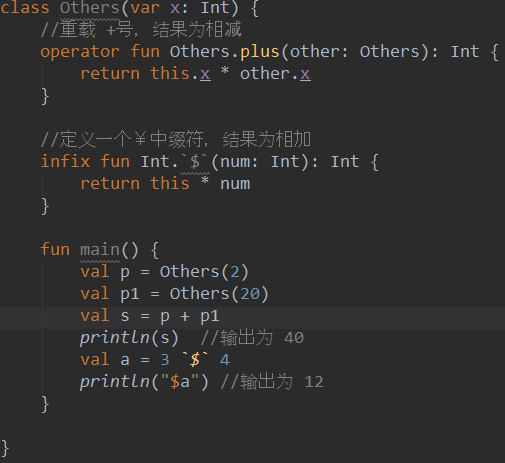 class Others(var x: Int) {
//重载 +号, 结果为相减
operator fun Others.plus(other: Others): Int {
return this.x * other.x
}
//定义一个￥中缀符, 结果为相加
infix fun Int.`$`(num: Int): Int {
return this * num
}
fun main() {
val p = Others(2)
val p1 = Others(20)
val s = p + p1
println(s)  //输出为 40
val a = 3 `$` 4
println("$a") //输出为 12
}
}